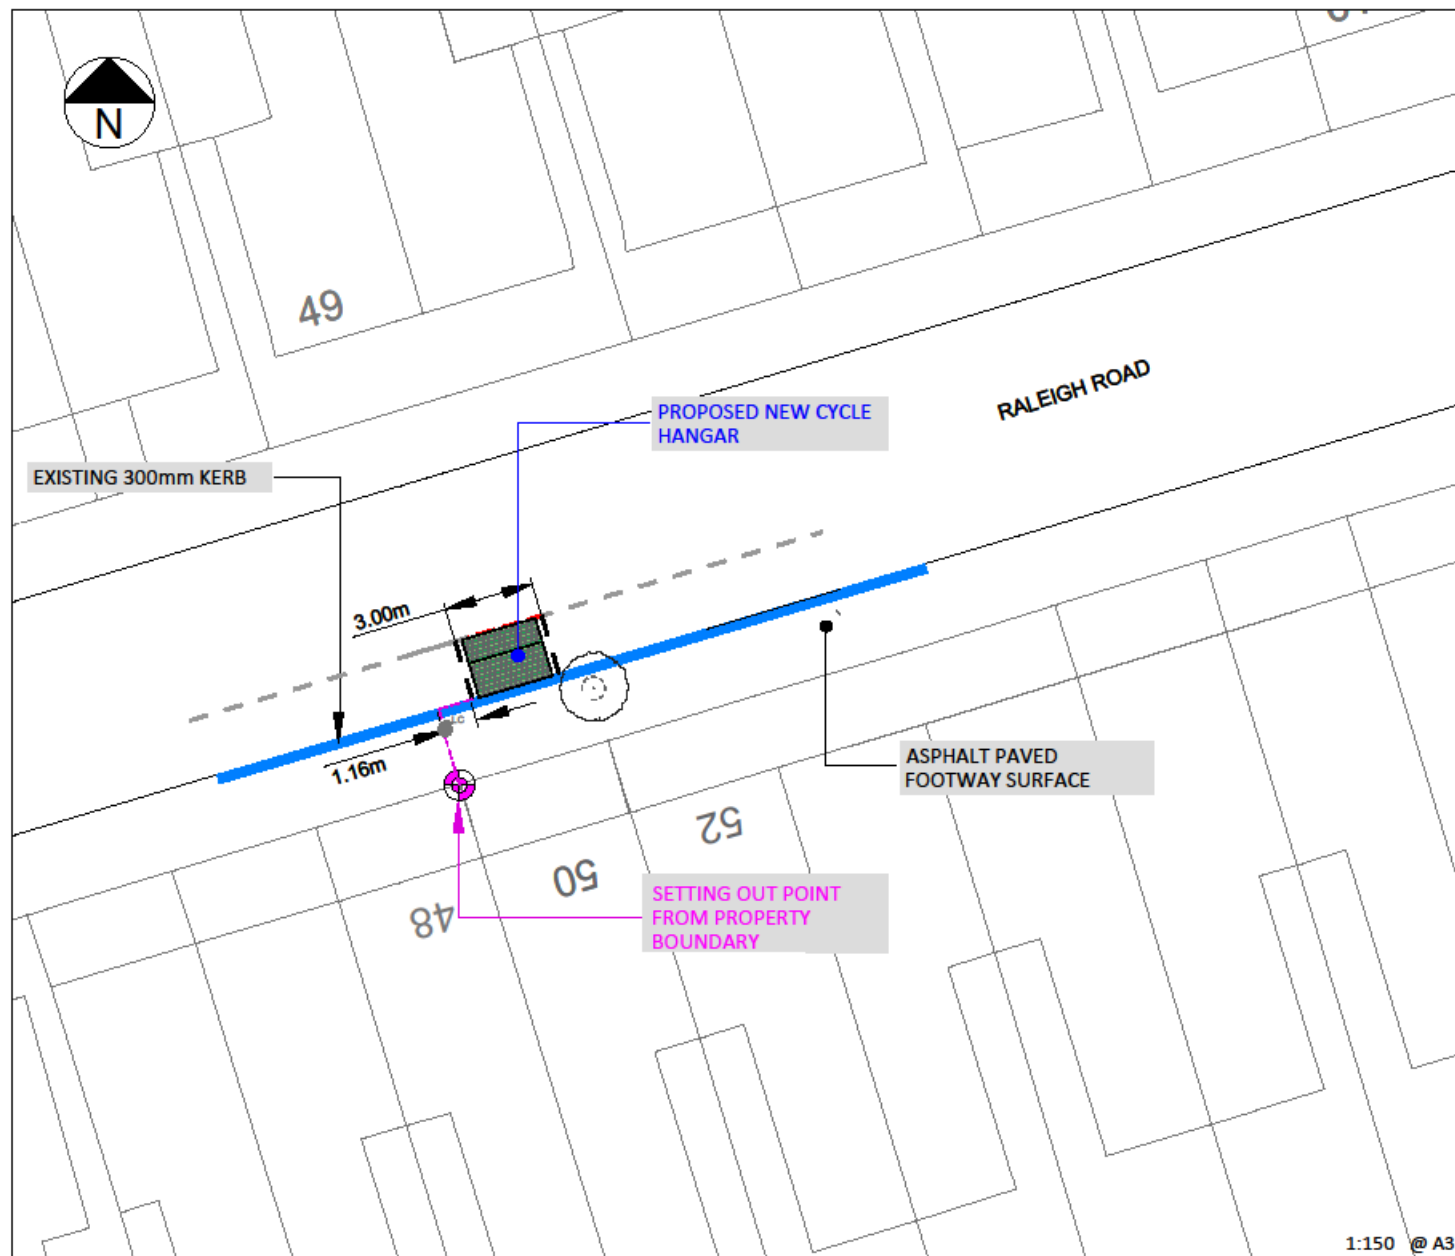 N
49
RALEIGH ROAD
PROPOSED NEW CYCLE
HANGAR
EXISTING 300mm KERB
3.00m
LC
1.16m
ASPHALT PAVED
FOOTWAY SURFACE
52
50
48
SETTING OUT POINT
FROM PROPERTY
BOUNDARY
1:150 @ A3